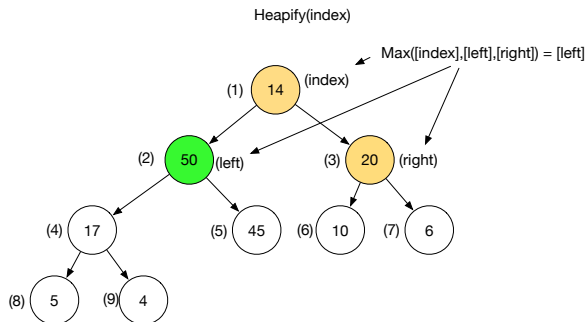 Heapify(index)
Max([index],[left],[right]) = [left]
(1) 14 (index)
(2) 50 (left) (3) 20 (right)
(4) 17 (5) 45 (6) 10 (7) 6
(8) 5 (9) 4